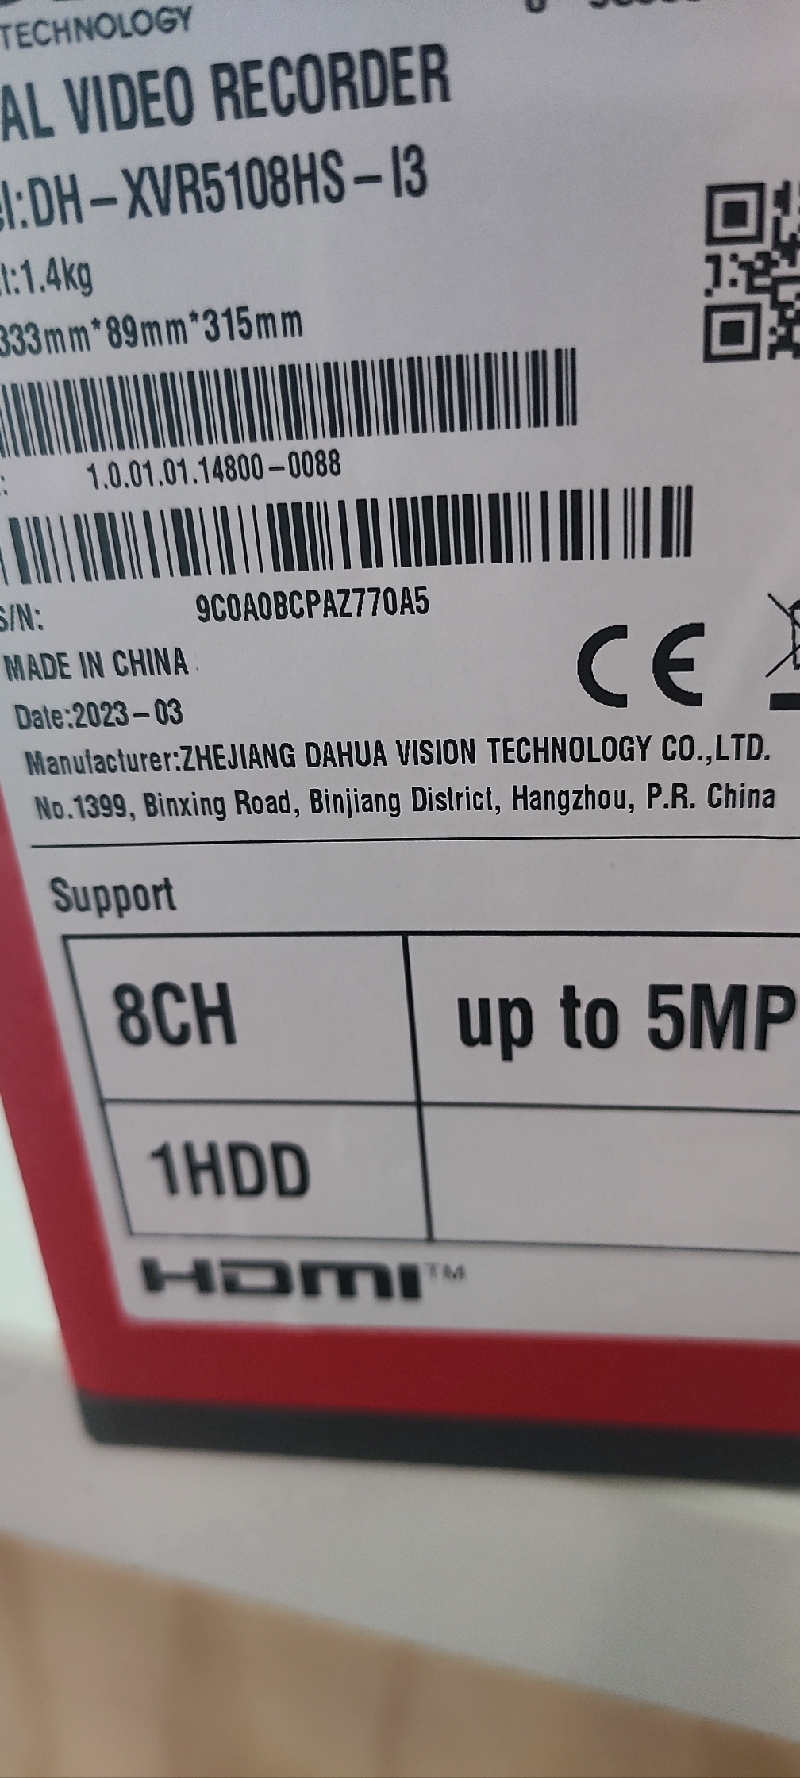 TECHNOLOGY
AL VIDEO RECORDER
l:DH-XVR5108HS-I3
t:1.4kg
333mm*89mm*315mm
: 1.0.01.01.14800-0088
S/N: 9C0A0BCPAZ770A5
MADE IN CHINA
CE
Date:2023-03
Manufacturer:ZHEJIANG DAHUA VISION TECHNOLOGY CO.,LTD.
No.1399, Binxing Road, Binjiang District, Hangzhou, P.R. China
Support
8CH up to 5MP
1HDD
HDMI™